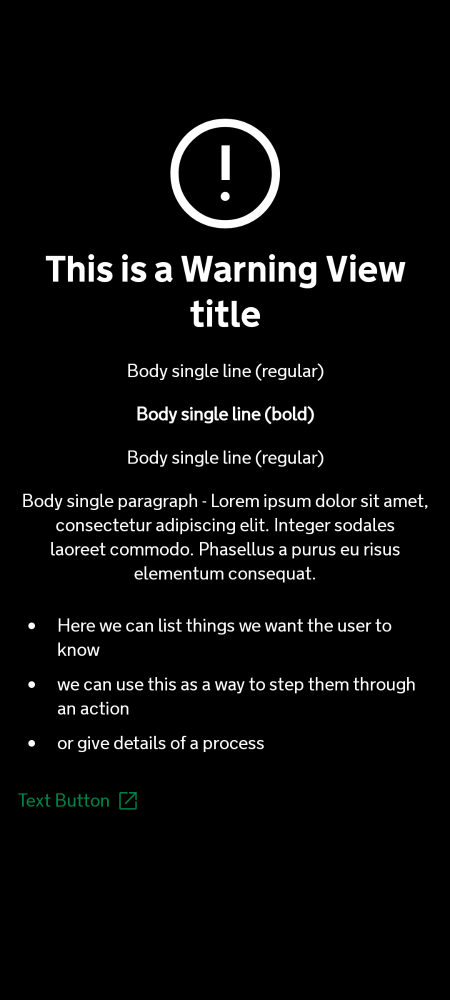 This is a Warning View
title
Body single line (regular)
Body single line (bold)
Body single line (regular)
Body single paragraph - Lorem ipsum dolor sit amet,
consectetur adipiscing elit. Integer sodales
laoreet commodo. Phasellus a purus eu risus
elementum consequat.
• Here we can list things we want the user to
know
• we can use this as a way to step them through
an action
• or give details of a process
Text Button